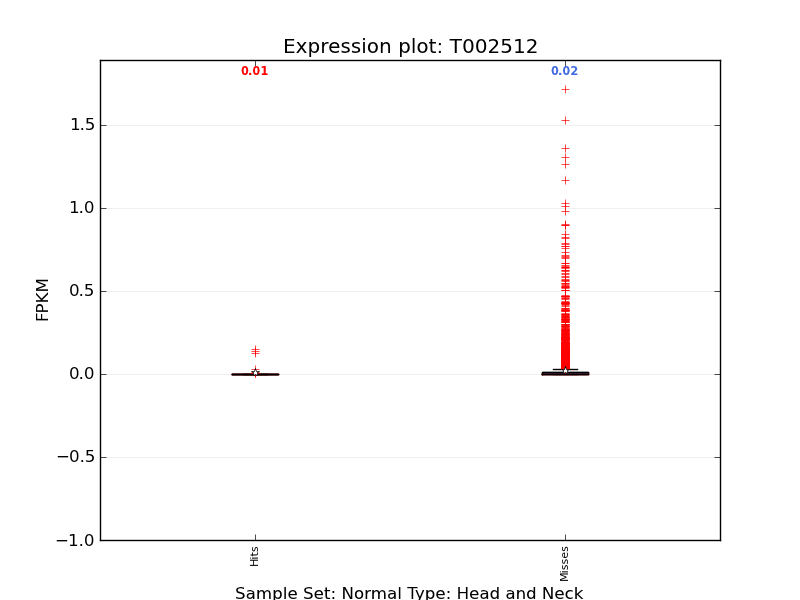 Expression plot: T002512
0.01
0.02
1.5
1.0
0.5
0.0
−0.5
−1.0
FPKM
Hits
Misses
Sample Set: Normal Type: Head and Neck